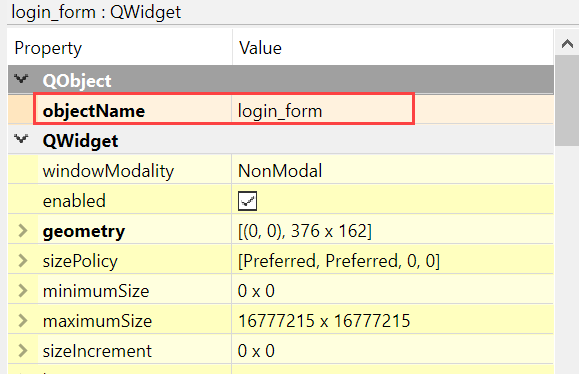 login_form : QWidget
Property Value
QObject
objectName login_form
QWidget
windowModality NonModal
enabled
geometry [(0, 0), 376 x 162]
sizePolicy [Preferred, Preferred, 0, 0]
minimumSize 0 x 0
maximumSize 16777215 x 16777215
sizeIncrement 0 x 0